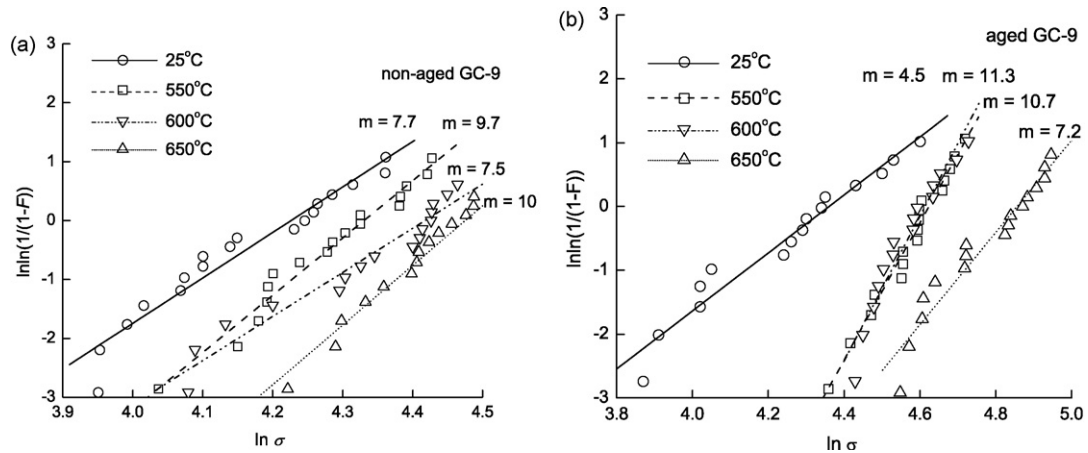 (a)
3
2
1
0
-1
-2
-3
lnln(1/(1-F))
25°C
550°C
600°C
650°C
non-aged GC-9
m = 7.7
m = 9.7
m = 7.5
m = 10
3.9 4.0 4.1 4.2 4.3 4.4 4.5
ln σ
(b)
3
2
1
0
-1
-2
-3
lnln(1/(1-F))
25°C
550°C
600°C
650°C
aged GC-9
m = 4.5
m = 11.3
m = 10.7
m = 7.2
3.8 4.0 4.2 4.4 4.6 4.8 5.0
ln σ